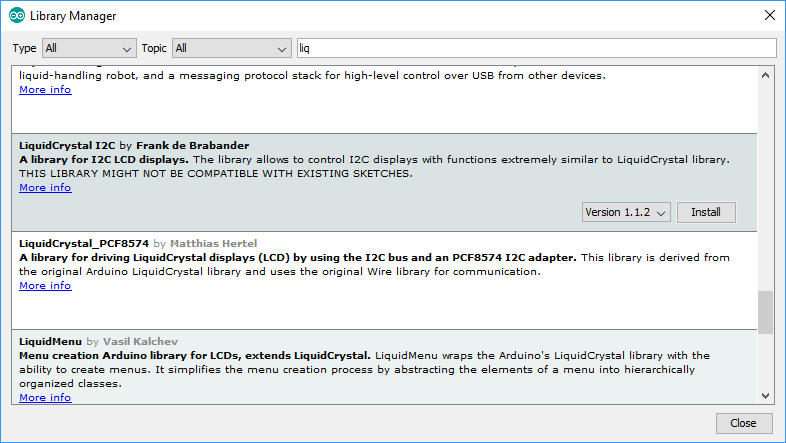 Library Manager
Type All Topic All liq
liquid-handling robot, and a messaging protocol stack for high-level control over USB from other devices.
More info
LiquidCrystal I2C by Frank de Brabander
A library for I2C LCD displays. The library allows to control I2C displays with functions extremely similar to LiquidCrystal library.
THIS LIBRARY MIGHT NOT BE COMPATIBLE WITH EXISTING SKETCHES.
More info
Version 1.1.2 Install
LiquidCrystal_PCF8574 by Matthias Hertel
A library for driving LiquidCrystal displays (LCD) by using the I2C bus and an PCF8574 I2C adapter. This library is derived from
the original Arduino LiquidCrystal library and uses the original Wire library for communication.
More info
LiquidMenu by Vasil Kalchev
Menu creation Arduino library for LCDs, extends LiquidCrystal. LiquidMenu wraps the Arduino's LiquidCrystal library with the
ability to create menus. It simplifies the menu creation process by abstracting the elements of a menu into hierarchically
organized classes.
More info
Close